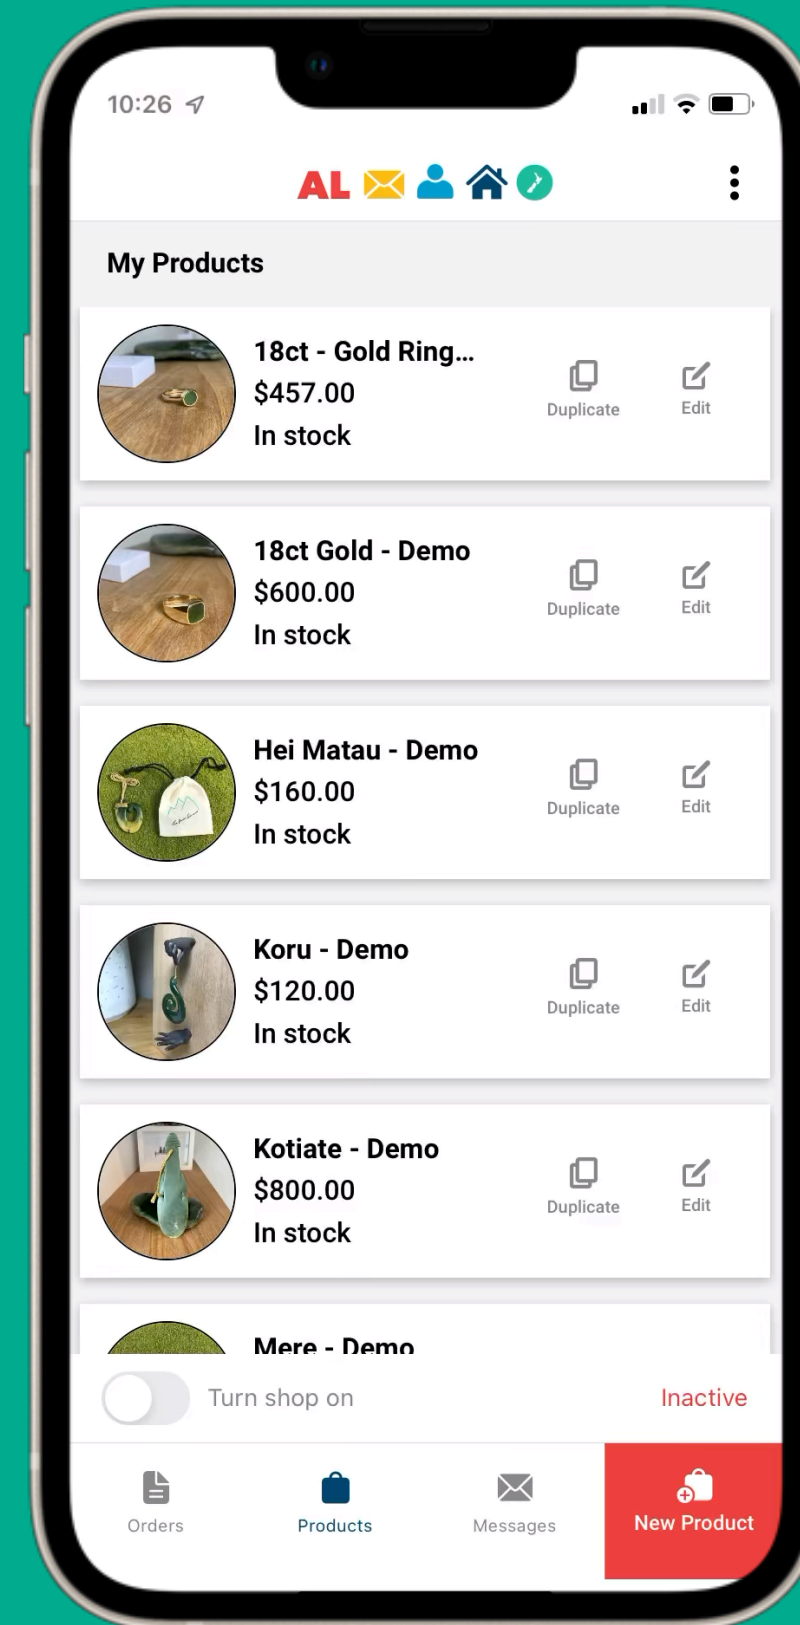 10:26
AL
My Products
18ct - Gold Ring...
$457.00
In stock
Duplicate
Edit
18ct Gold - Demo
$600.00
In stock
Duplicate
Edit
Hei Matau - Demo
$160.00
In stock
Duplicate
Edit
Koru - Demo
$120.00
In stock
Duplicate
Edit
Kotiate - Demo
$800.00
In stock
Duplicate
Edit
Mere - Demo
Turn shop on
Inactive
Orders
Products
Messages
New Product